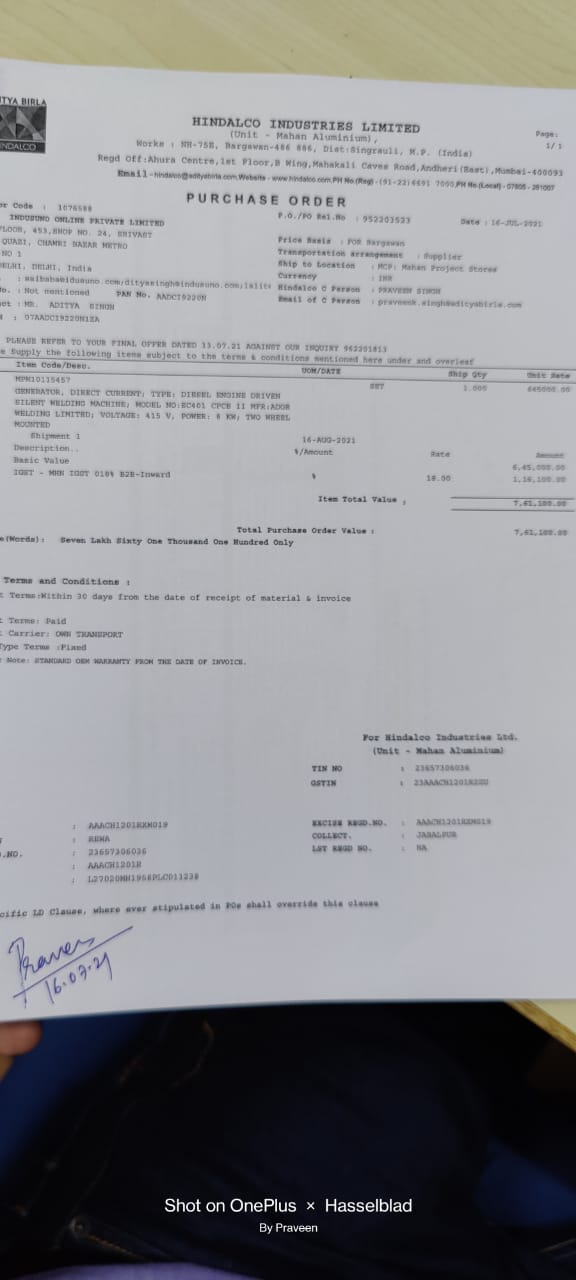 ITYA BIRLA
HINDALCO
HINDALCO INDUSTRIES LIMITED
(Unit - Mahan Aluminium),
Works : NH-75E, Bargawan-486 886, Dist:Singrauli, M.P. (India)
Regd Off:Ahura Centre,1st Floor,B Wing,Mahakali Caves Road,Andheri(East),Mumbai-400093
Email-hindalco@adityabirla.com,Website - www.hindalco.com,PH No.(Reg) -(91-22)6691 7000,PH No.(Local) - 07805 - 281007
Page:
1/ 1
PURCHASE ORDER
or Code : 1076588
INDUSUNO ONLINE PRIVATE LIMITED
FLOOR, 453,SHOP NO. 24, SRIVAST
QUAZI, CHAWRI BAZAR METRO
NO 1
DELHI, DELHI, India
No. : Not mentioned PAN No. AADCI9220N
act : MR. ADITYA SINGH
N : 07AADCI9220N1ZA
P.O./PO Rel.No : 952203523
Date : 16-JUL-2021
Price Basis : FOR Bargawan
Transportation arrangement : Supplier
Ship to Location : MCP: Mahan Project Stores
Currency : INR
Hindalco C Person : PRAVEEN SINGH
Email of C Person : praveenk.singh@adityabirla.com
PLEASE REFER TO YOUR FINAL OFFER DATED 13.07.21 AGAINST OUR INQUIRY 962201813
e Supply the following items subject to the terms & conditions mentioned here under and overleaf
Item Code/Desc. UOM/DATE Ship Qty Unit Rate
MPN10115457 SET 1.000 645000.00
GENERATOR, DIRECT CURRENT; TYPE: DIESEL ENGINE DRIVEN
SILENT WELDING MACHINE; MODEL NO:EC401 CPCB II MFR:ADOR
WELDING LIMITED; VOLTAGE: 415 V, POWER: 8 KW; TWO WHEEL
MOUNTED
Shipment 1 16-AUG-2021
Description.. %/Amount Rate Amount
Basic Value 6,45,000.00
IGST - MHN IGST 018% B2B-Inward % 18.00 1,16,100.00
Item Total Value : 7,61,100.00
Total Purchase Order Value : 7,61,100.00
e(Words): Seven Lakh Sixty One Thousand One Hundred Only
Terms and Conditions :
t Terms:Within 30 days from the date of receipt of material & invoice
t Terms: Paid
t Carrier: OWN TRANSPORT
Type Terms :Fixed
r Note: STANDARD OEM WARRANTY FROM THE DATE OF INVOICE.
For Hindalco Industries Ltd.
(Unit - Mahan Aluminium)
TIN NO : 23657306036
GSTIN : 23AAACH1201R2ZU
: AAACH1201RXM019
: REWA
.NO. : 23657306036
: AAACH1201R
: L27020MH1958PLC011238
EXCISE REGD.NO. : AAACH1201RXM019
COLLECT. : JABALPUR
LST REGD NO. : NA
cific LD Clause, where ever stipulated in POs shall override this clause
Praveen
16.07.21
Shot on OnePlus × Hasselblad
By Praveen